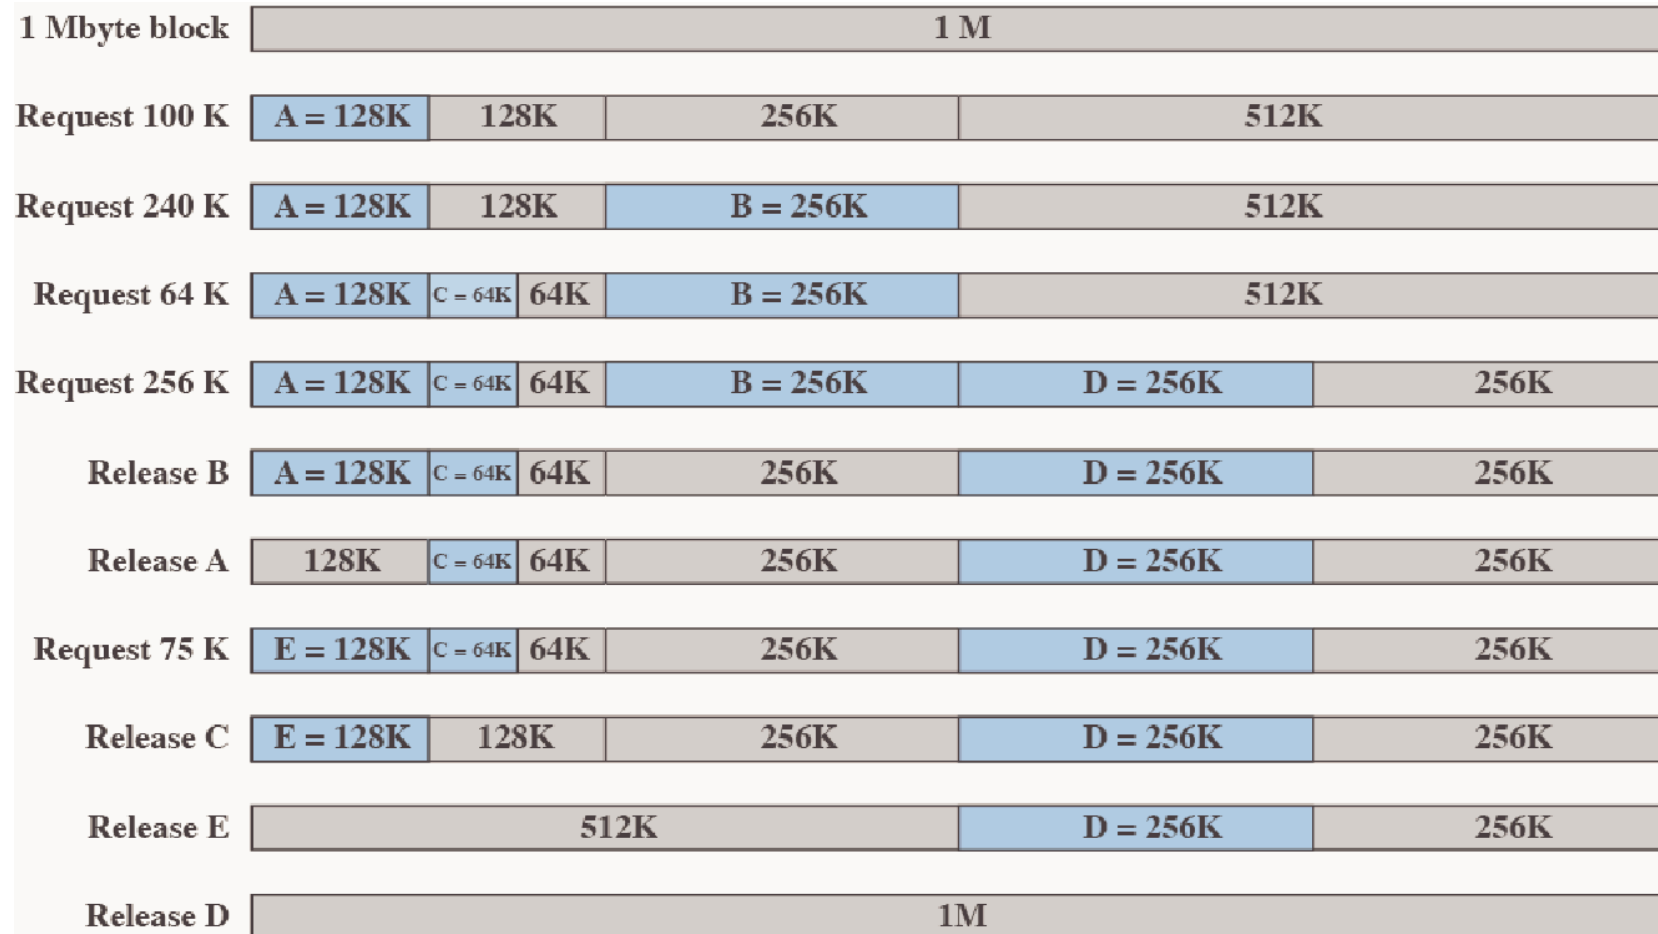 1 Mbyte block 1 M
Request 100 K A = 128K 128K 256K 512K
Request 240 K A = 128K 128K B = 256K 512K
Request 64 K A = 128K C = 64K 64K B = 256K 512K
Request 256 K A = 128K C = 64K 64K B = 256K D = 256K 256K
Release B A = 128K C = 64K 64K 256K D = 256K 256K
Release A 128K C = 64K 64K 256K D = 256K 256K
Request 75 K E = 128K C = 64K 64K 256K D = 256K 256K
Release C E = 128K 128K 256K D = 256K 256K
Release E 512K D = 256K 256K
Release D 1M